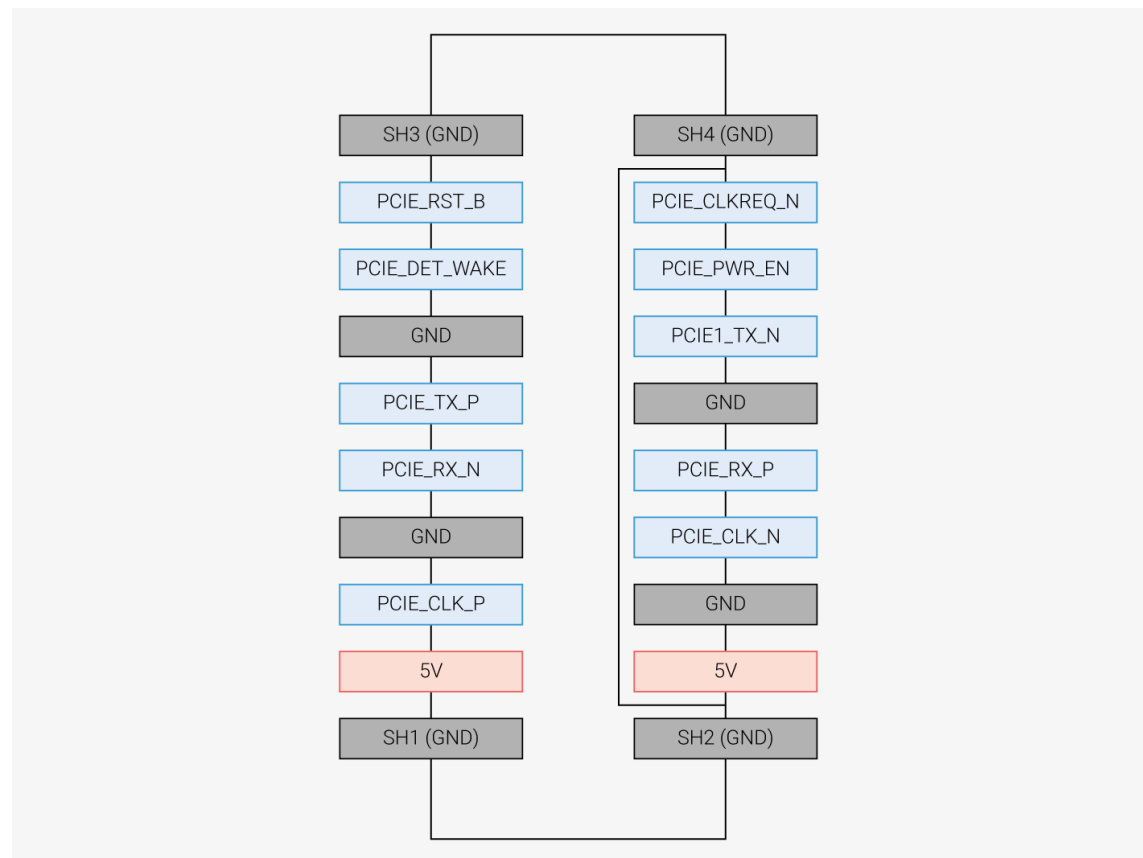 SH3 (GND)
PCIE_RST_B
PCIE_DET_WAKE
GND
PCIE_TX_P
PCIE_RX_N
GND
PCIE_CLK_P
5V
SH1 (GND)
SH4 (GND)
PCIE_CLKREQ_N
PCIE_PWR_EN
PCIE1_TX_N
GND
PCIE_RX_P
PCIE_CLK_N
GND
5V
SH2 (GND)